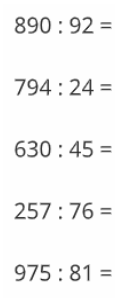 890 : 92 =
794 : 24 =
630 : 45 =
257 : 76 =
975 : 81 =